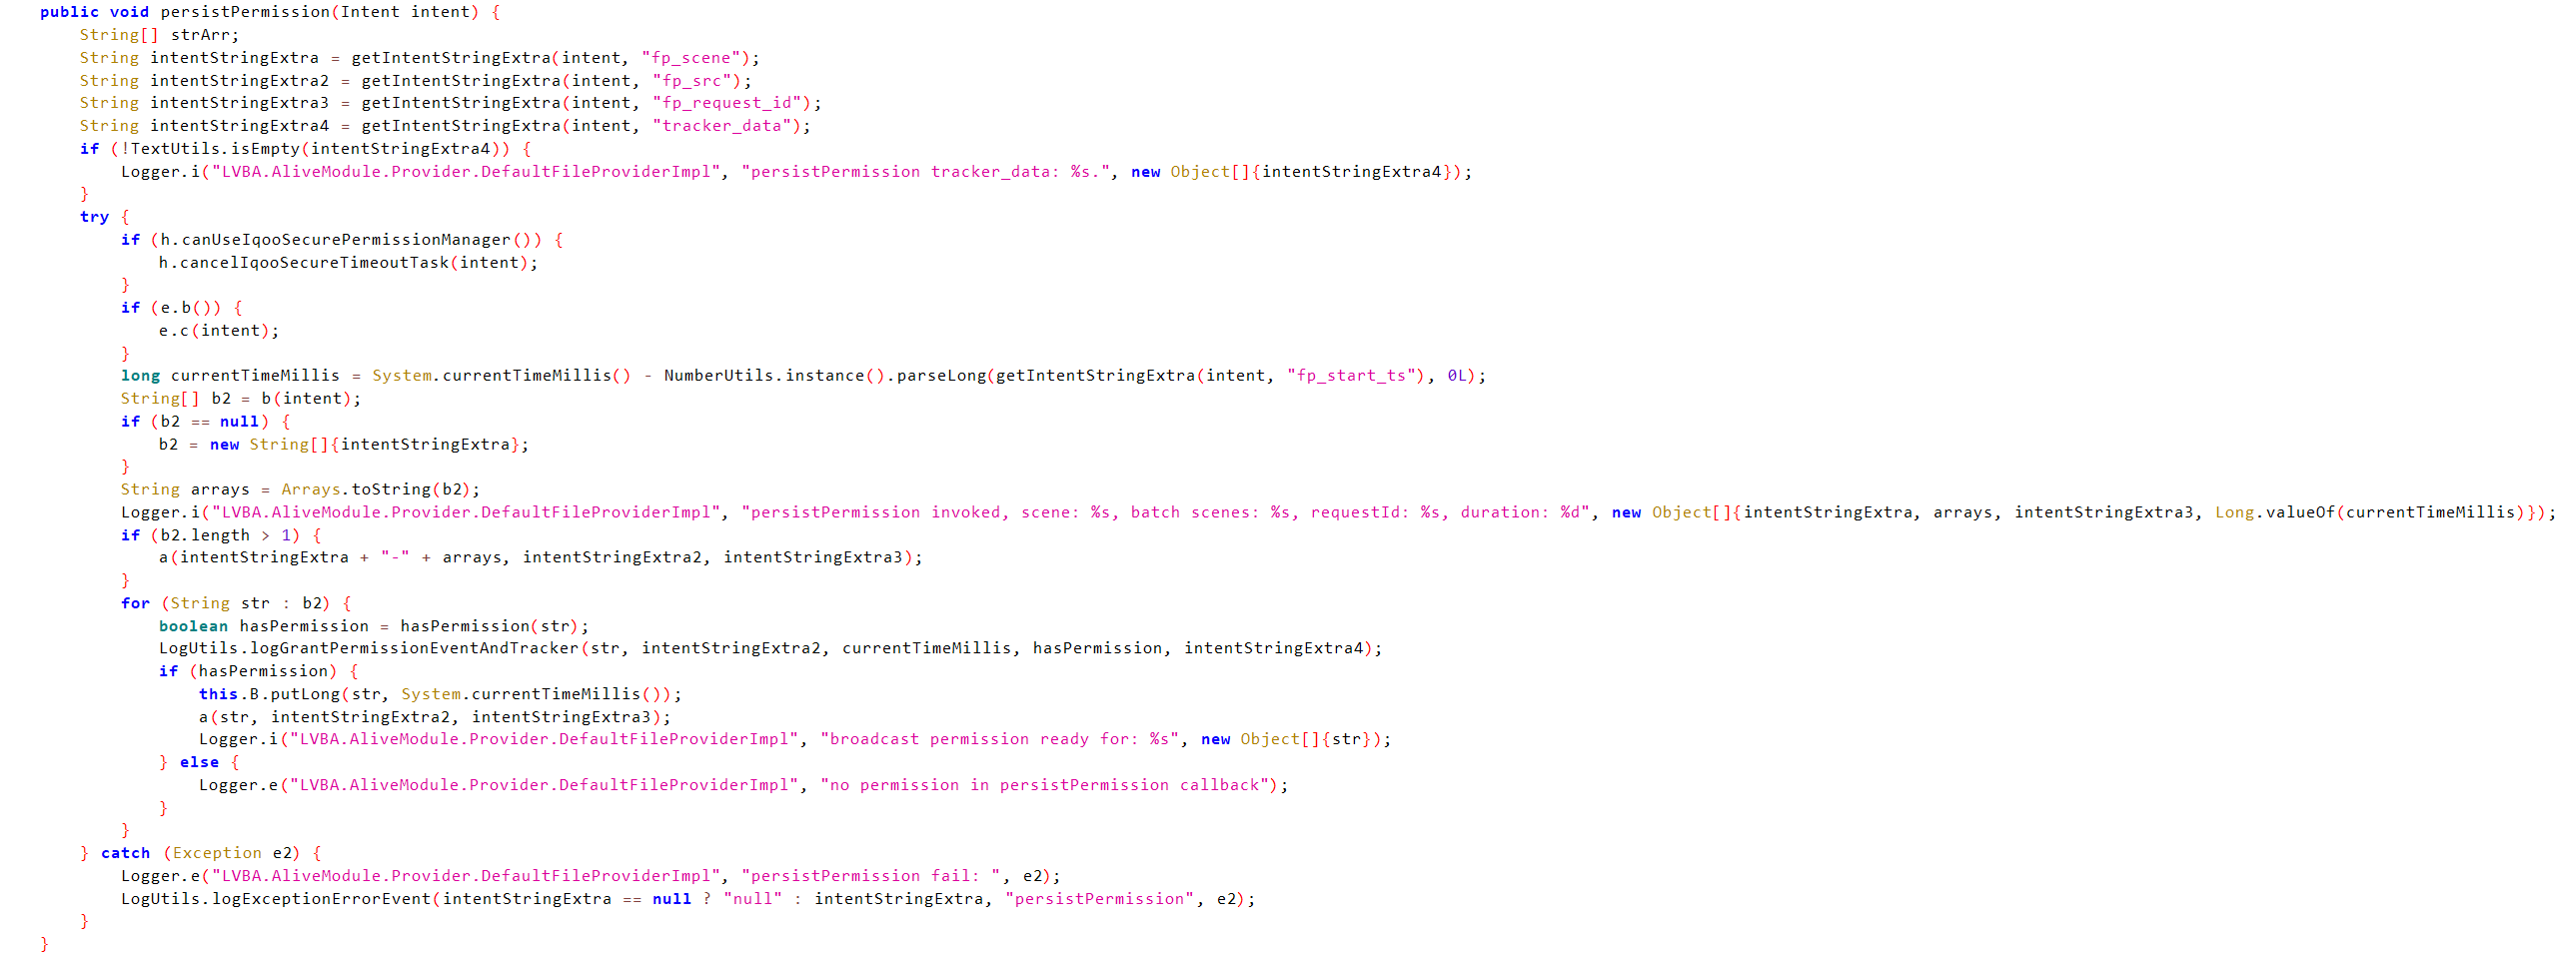 public void persistPermission(Intent intent) {
String[] strArr;
String intentStringExtra = getIntentStringExtra(intent, "fp_scene");
String intentStringExtra2 = getIntentStringExtra(intent, "fp_src");
String intentStringExtra3 = getIntentStringExtra(intent, "fp_request_id");
String intentStringExtra4 = getIntentStringExtra(intent, "tracker_data");
if (!TextUtils.isEmpty(intentStringExtra4)) {
Logger.i("LVBA.AliveModule.Provider.DefaultFileProviderImpl", "persistPermission tracker_data: %s.", new Object[]{intentStringExtra4});
}
try {
if (h.canUseIqooSecurePermissionManager()) {
h.cancelIqooSecureTimeoutTask(intent);
}
if (e.b()) {
e.c(intent);
}
long currentTimeMillis = System.currentTimeMillis() - NumberUtils.instance().parseLong(getIntentStringExtra(intent, "fp_start_ts"), 0L);
String[] b2 = b(intent);
if (b2 == null) {
b2 = new String[]{intentStringExtra};
}
String arrays = Arrays.toString(b2);
Logger.i("LVBA.AliveModule.Provider.DefaultFileProviderImpl", "persistPermission invoked, scene: %s, batch scenes: %s, requestId: %s, duration: %d", new Object[]{intentStringExtra, arrays, intentStringExtra3, Long.valueOf(currentTimeMillis)});
if (b2.length > 1) {
a(intentStringExtra + "-" + arrays, intentStringExtra2, intentStringExtra3);
}
for (String str : b2) {
boolean hasPermission = hasPermission(str);
LogUtils.logGrantPermissionEventAndTracker(str, intentStringExtra2, currentTimeMillis, hasPermission, intentStringExtra4);
if (hasPermission) {
this.B.putLong(str, System.currentTimeMillis());
a(str, intentStringExtra2, intentStringExtra3);
Logger.i("LVBA.AliveModule.Provider.DefaultFileProviderImpl", "broadcast permission ready for: %s", new Object[]{str});
} else {
Logger.e("LVBA.AliveModule.Provider.DefaultFileProviderImpl", "no permission in persistPermission callback");
}
}
} catch (Exception e2) {
Logger.e("LVBA.AliveModule.Provider.DefaultFileProviderImpl", "persistPermission fail: ", e2);
LogUtils.logExceptionErrorEvent(intentStringExtra == null ? "null" : intentStringExtra, "persistPermission", e2);
}
}